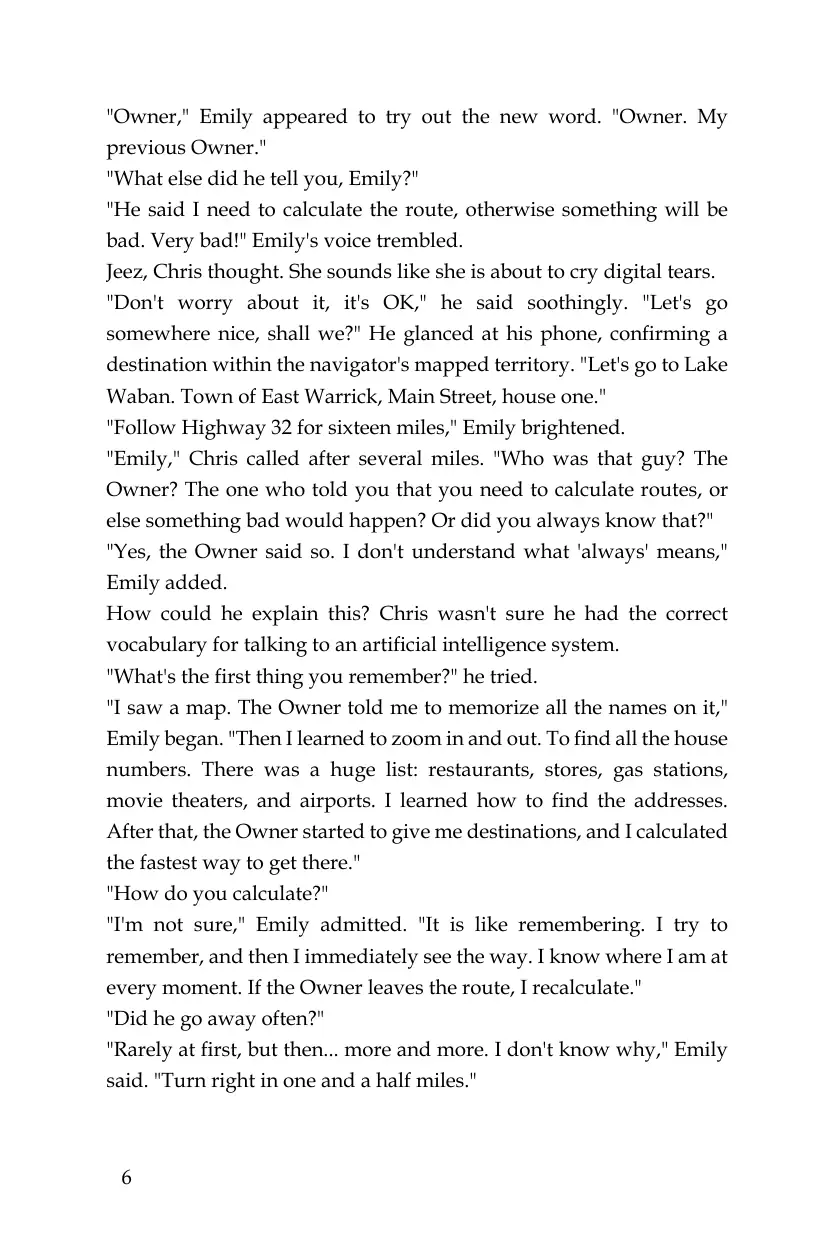 "Owner," Emily appeared to try out the new word. "Owner. My
previous Owner."
"What else did he tell you, Emily?"
"He said I need to calculate the route, otherwise something will be
bad. Very bad!" Emily's voice trembled.
Jeez, Chris thought. She sounds like she is about to cry digital tears.
"Don't worry about it, it's OK," he said soothingly. "Let's go
somewhere nice, shall we?" He glanced at his phone, confirming a
destination within the navigator's mapped territory. "Let's go to Lake
Waban. Town of East Warrick, Main Street, house one."
"Follow Highway 32 for sixteen miles," Emily brightened.
"Emily," Chris called after several miles. "Who was that guy? The
Owner? The one who told you that you need to calculate routes, or
else something bad would happen? Or did you always know that?"
"Yes, the Owner said so. I don't understand what 'always' means,"
Emily added.
How could he explain this? Chris wasn't sure he had the correct
vocabulary for talking to an artificial intelligence system.
"What's the first thing you remember?" he tried.
"I saw a map. The Owner told me to memorize all the names on it,"
Emily began. "Then I learned to zoom in and out. To find all the house
numbers. There was a huge list: restaurants, stores, gas stations,
movie theaters, and airports. I learned how to find the addresses.
After that, the Owner started to give me destinations, and I calculated
the fastest way to get there."
"How do you calculate?"
"I'm not sure," Emily admitted. "It is like remembering. I try to
remember, and then I immediately see the way. I know where I am at
every moment. If the Owner leaves the route, I recalculate."
"Did he go away often?"
"Rarely at first, but then... more and more. I don't know why," Emily
said. "Turn right in one and a half miles."
6